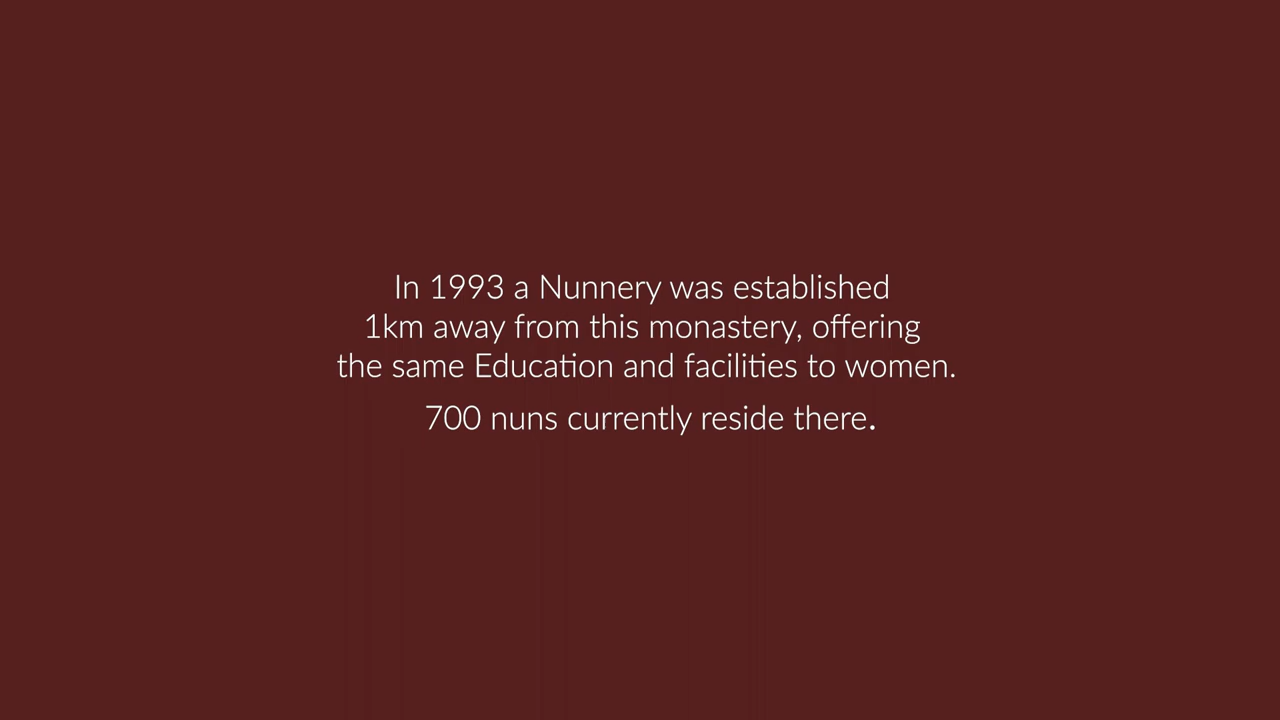 In 1993 a Nunnery was established
1km away from this monastery, offering
the same Education and facilities to women.
700 nuns currently reside there.